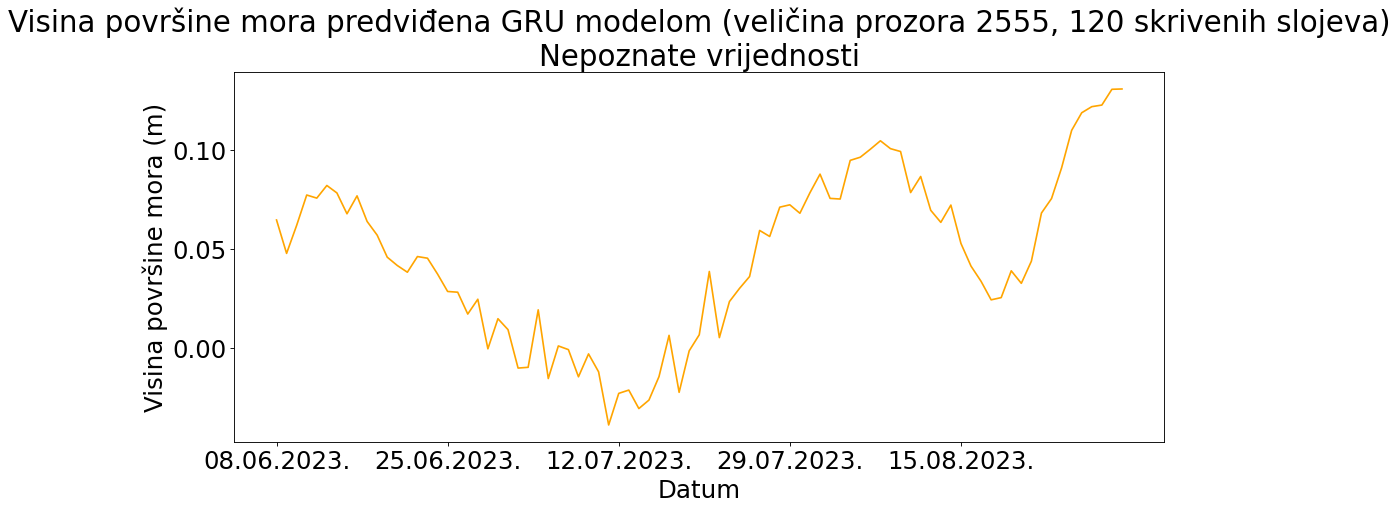 Visina površine mora predviđena GRU modelom (veličina prozora 2555, 120 skrivenih slojeva)
Nepoznate vrijednosti
Visina površine mora (m)
0.10
0.05
0.00
08.06.2023. 25.06.2023. 12.07.2023. 29.07.2023. 15.08.2023.
Datum